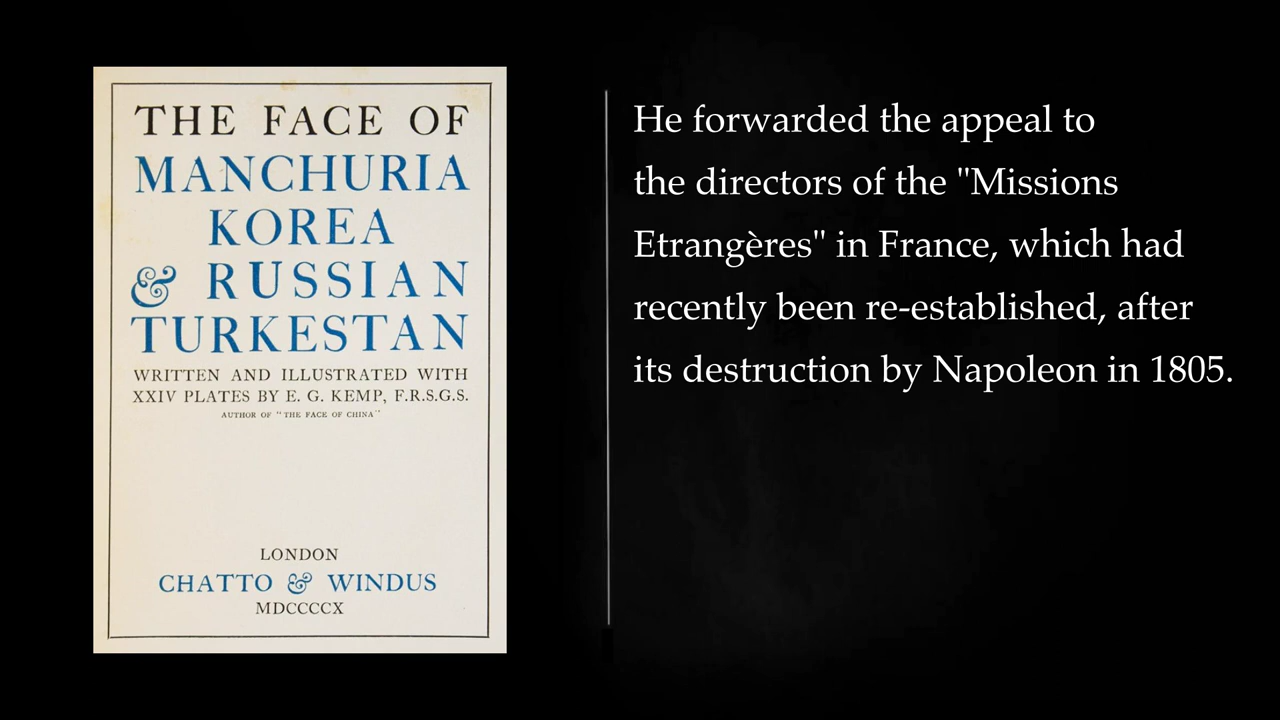 THE FACE OF
MANCHURIA
KOREA
& RUSSIAN
TURKESTAN
WRITTEN AND ILLUSTRATED WITH
XXIV PLATES BY E. G. KEMP, F.R.S.G.S.
AUTHOR OF "THE FACE OF CHINA"
LONDON
CHATTO & WINDUS
MDCCCCX
He forwarded the appeal to
the directors of the "Missions
Etrangères" in France, which had
recently been re-established, after
its destruction by Napoleon in 1805.